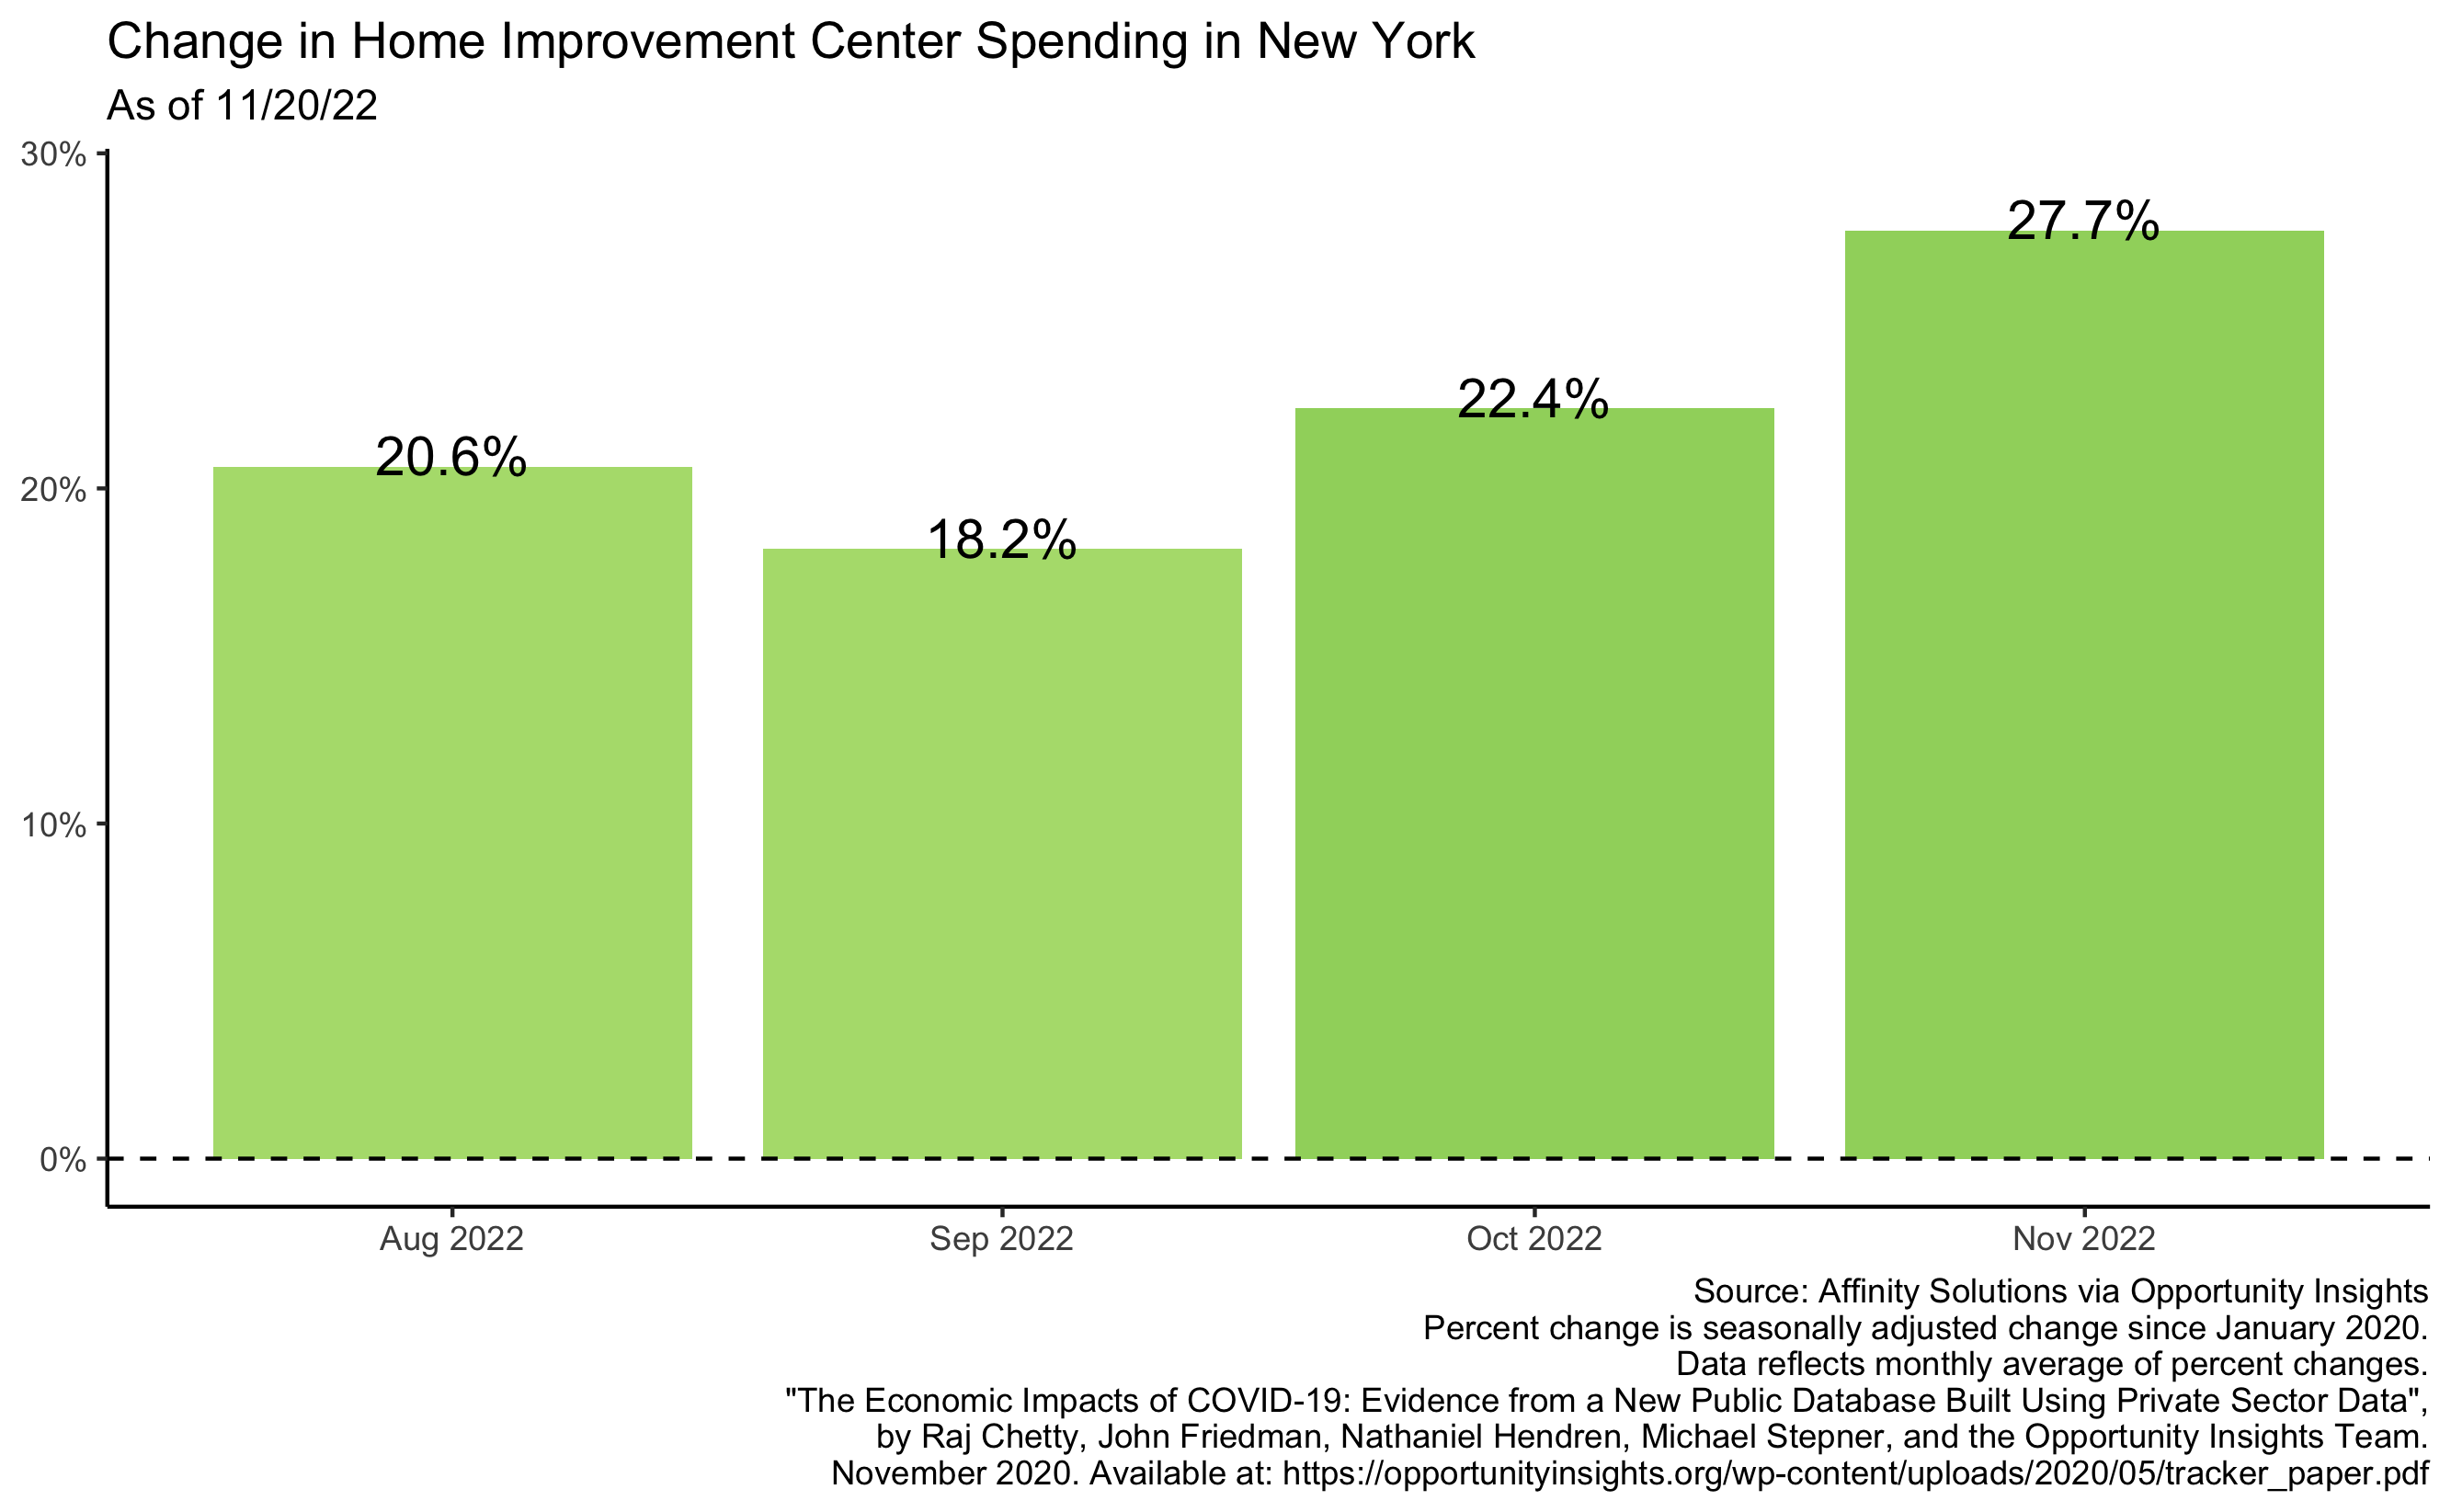 Change in Home Improvement Center Spending in New York
As of 11/20/22
30%
20%
10%
0%
20.6%
18.2%
22.4%
27.7%
Aug 2022
Sep 2022
Oct 2022
Nov 2022
Source: Affinity Solutions via Opportunity Insights
Percent change is seasonally adjusted change since January 2020.
Data reflects monthly average of percent changes.
"The Economic Impacts of COVID-19: Evidence from a New Public Database Built Using Private Sector Data",
by Raj Chetty, John Friedman, Nathaniel Hendren, Michael Stepner, and the Opportunity Insights Team.
November 2020. Available at: https://opportunityinsights.org/wp-content/uploads/2020/05/tracker_paper.pdf